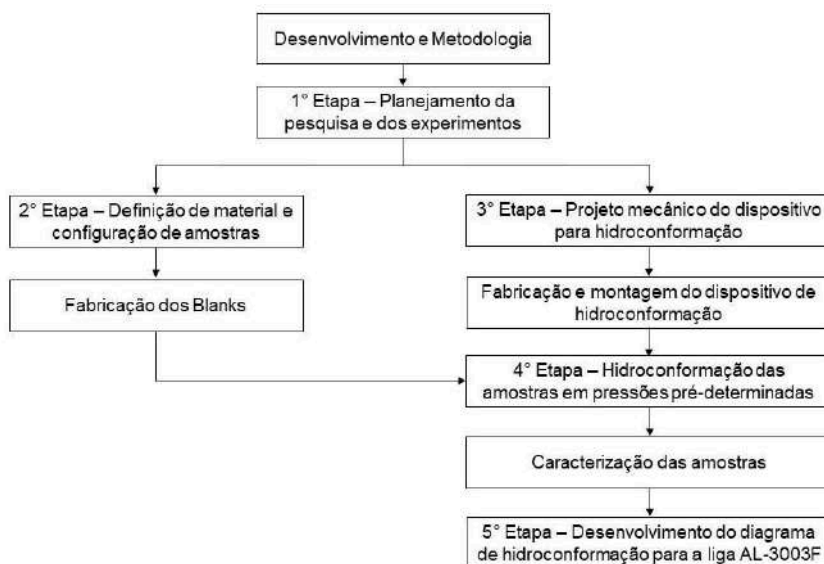 Desenvolvimento e Metodologia
1° Etapa – Planejamento da
pesquisa e dos experimentos
2° Etapa – Definição de material e
configuração de amostras
3° Etapa – Projeto mecânico do dispositivo
para hidroconformação
Fabricação dos Blanks
Fabricação e montagem do dispositivo de
hidroconformação
4° Etapa – Hidroconformação das
amostras em pressões pré-determinadas
Caracterização das amostras
5° Etapa – Desenvolvimento do diagrama
de hidroconformação para a liga AL-3003F